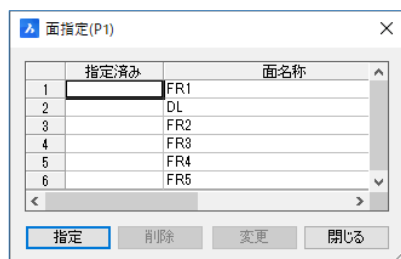 面指定(P1)
指定済み 面名称
1 FR1
2 DL
3 FR2
4 FR3
5 FR4
6 FR5
指定 削除 変更 閉じる